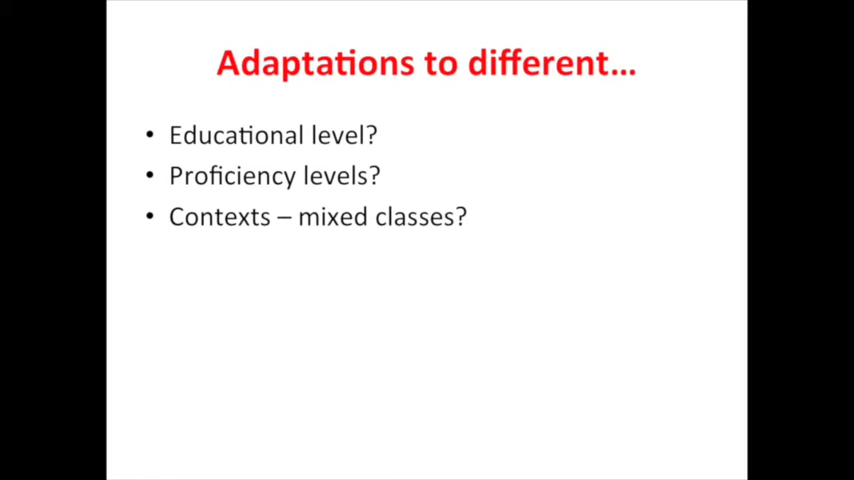 Adaptations to different…
• Educational level?
• Proficiency levels?
• Contexts – mixed classes?